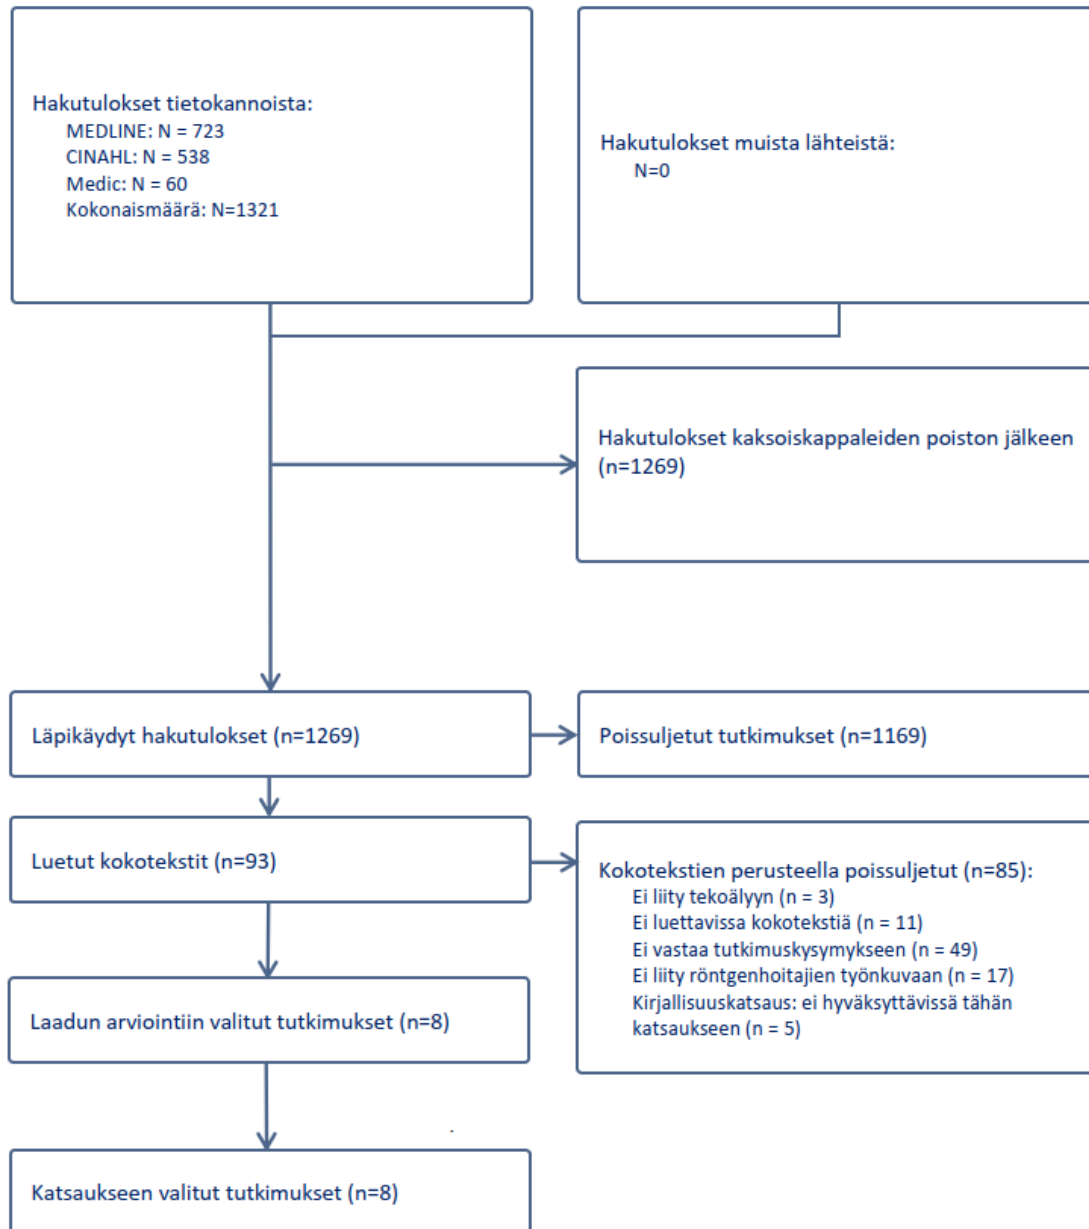 Hakutulokset tietokannoista:
MEDLINE: N = 723
CINAHL: N = 538
Medic: N = 60
Kokonaismäärä: N=1321
Hakutulokset muista lähteistä:
N=0
Hakutulokset kaksoiskappaleiden poiston jälkeen
(n=1269)
Läpikäydyt hakutulokset (n=1269)
Poissuljetut tutkimukset (n=1169)
Luetut kokotekstit (n=93)
Kokotekstien perusteella poissuljetut (n=85):
Ei liity tekoälyyn (n = 3)
Ei luettavissa kokotekstiä (n = 11)
Ei vastaa tutkimuskysymykseen (n = 49)
Ei liity röntgenhoitajien työnkuvaan (n = 17)
Kirjallisuuskatsaus: ei hyväksyttävissä tähän
katsaukseen (n = 5)
Laadun arviointiin valitut tutkimukset (n=8)
Katsaukseen valitut tutkimukset (n=8)